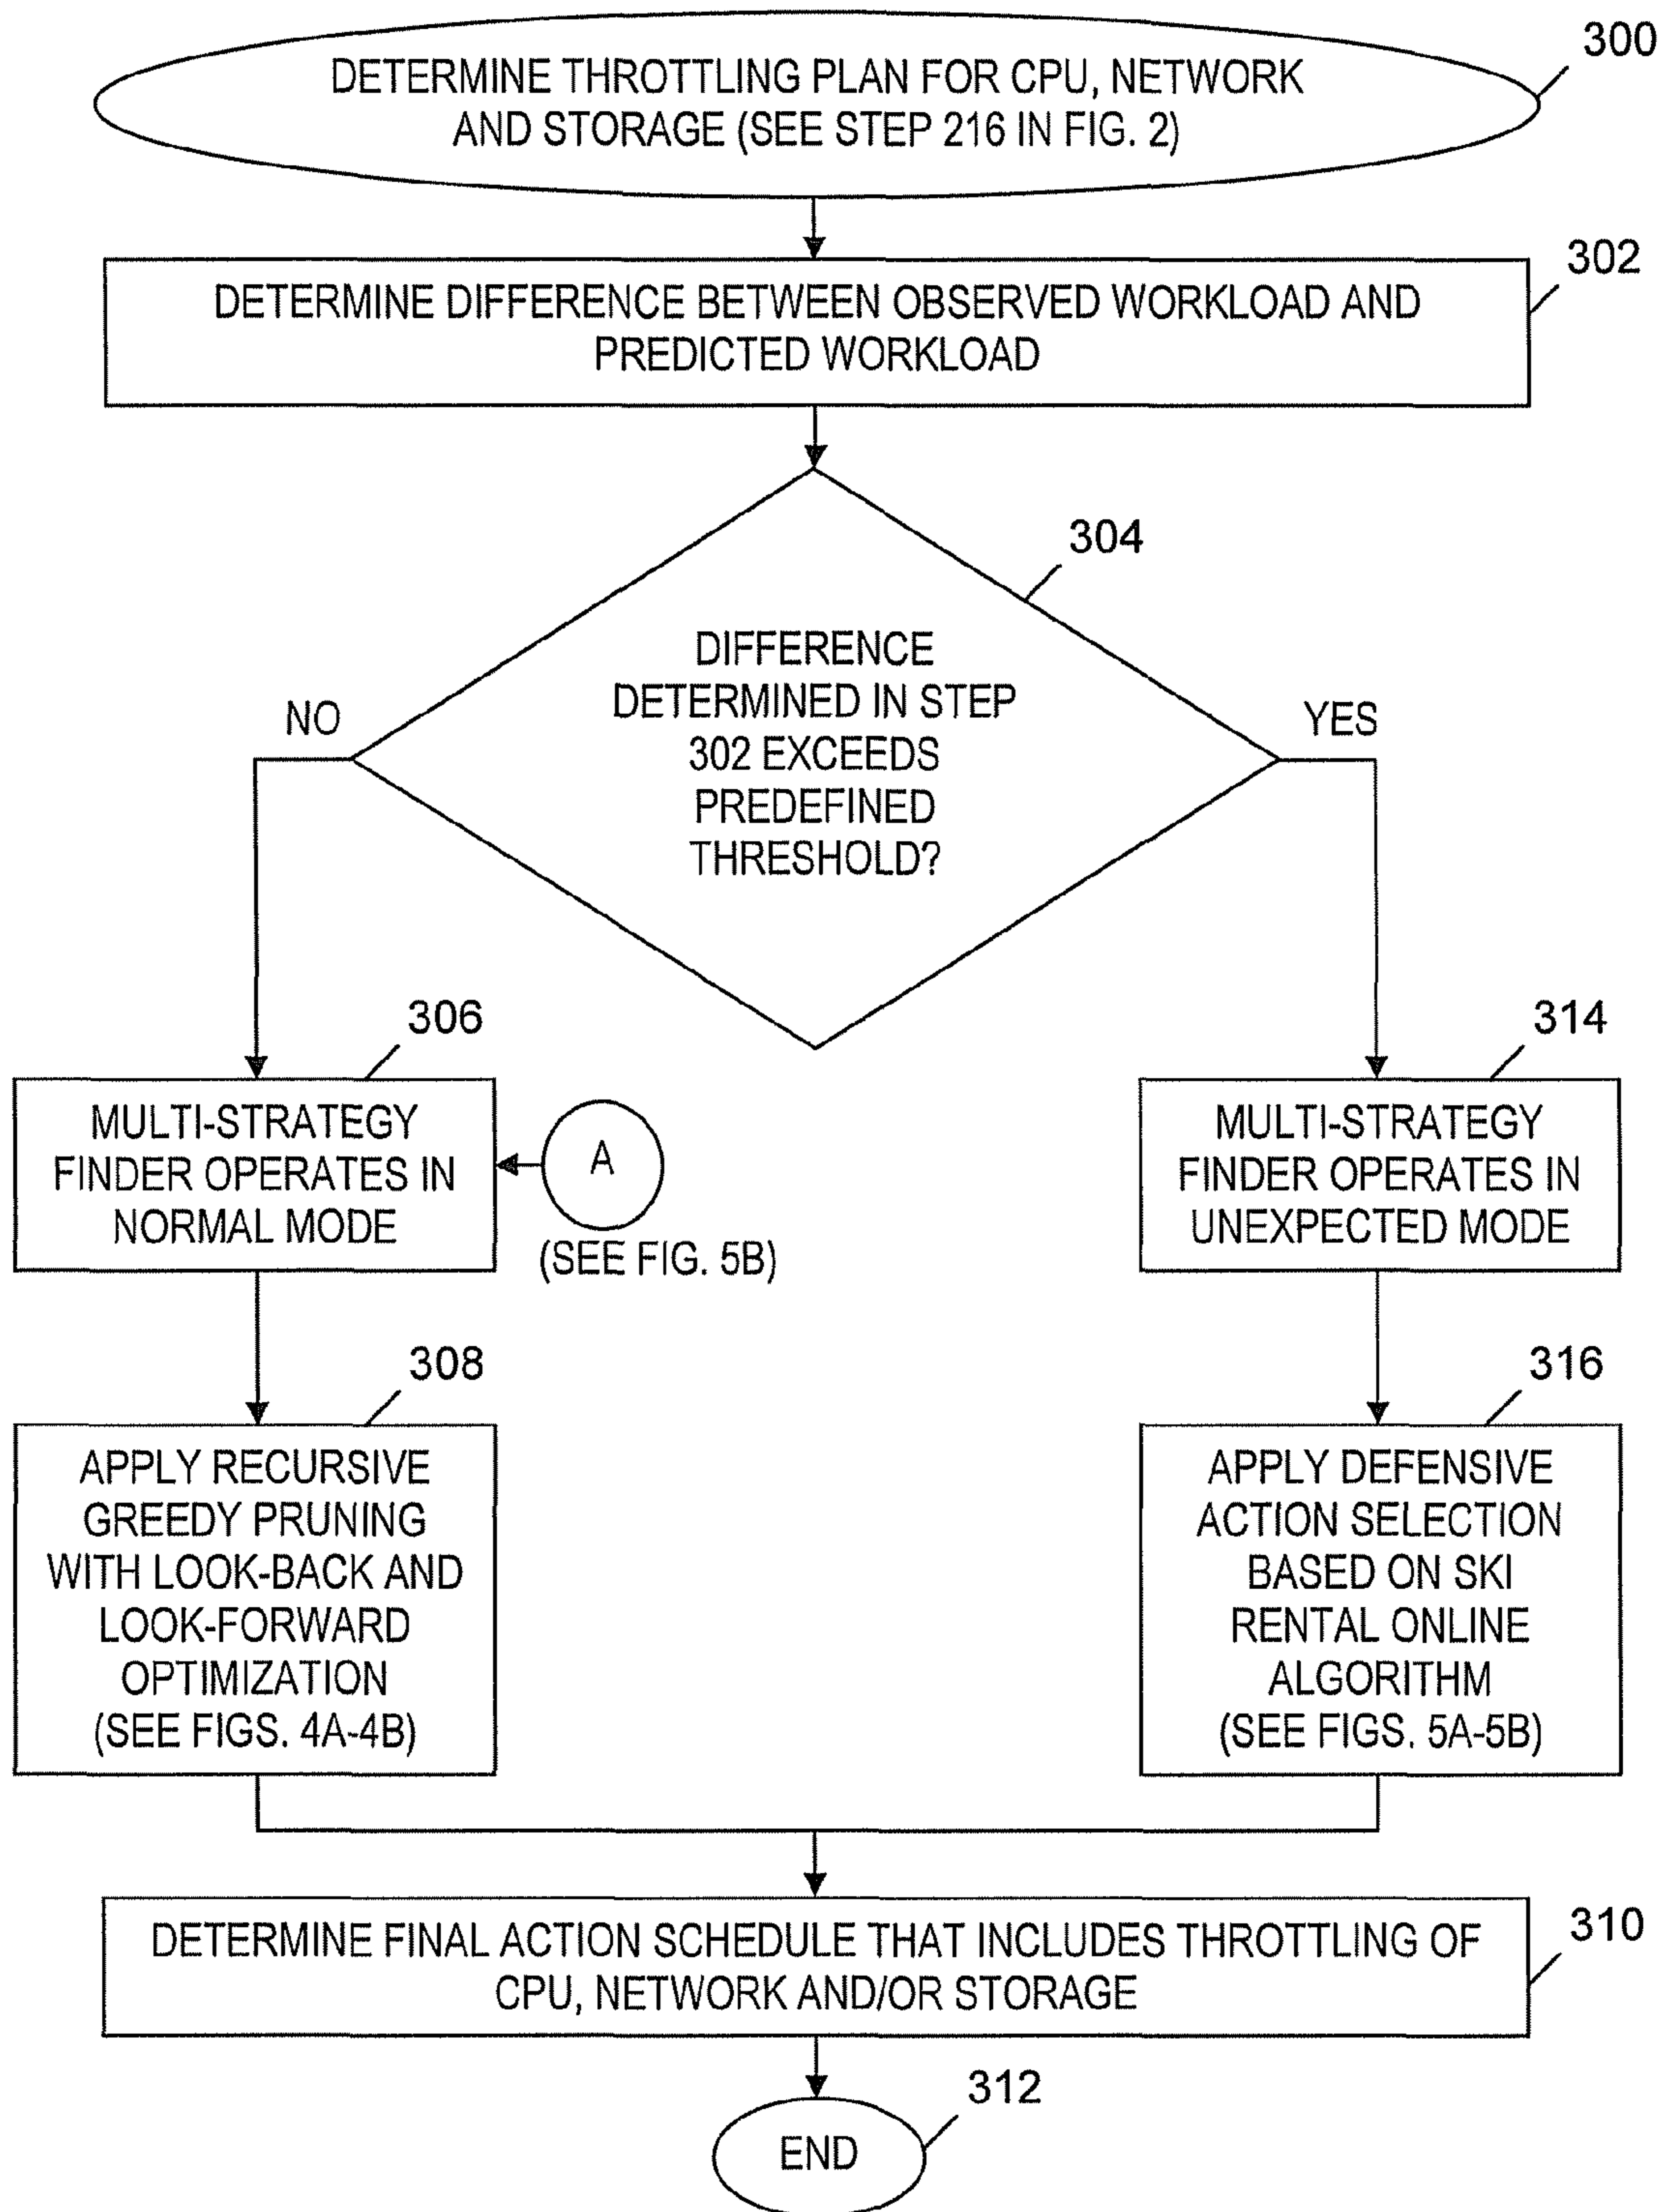 300
DETERMINE THROTTLING PLAN FOR CPU, NETWORK
AND STORAGE (SEE STEP 216 IN FIG. 2)
302
DETERMINE DIFFERENCE BETWEEN OBSERVED WORKLOAD AND
PREDICTED WORKLOAD
304
DIFFERENCE
DETERMINED IN STEP
302 EXCEEDS
PREDEFINED
THRESHOLD?
NO
YES
306
MULTI-STRATEGY
FINDER OPERATES IN
NORMAL MODE
A
(SEE FIG. 5B)
314
MULTI-STRATEGY
FINDER OPERATES IN
UNEXPECTED MODE
308
APPLY RECURSIVE
GREEDY PRUNING
WITH LOOK-BACK AND
LOOK-FORWARD
OPTIMIZATION
(SEE FIGS. 4A-4B)
316
APPLY DEFENSIVE
ACTION SELECTION
BASED ON SKI
RENTAL ONLINE
ALGORITHM
(SEE FIGS. 5A-5B)
310
DETERMINE FINAL ACTION SCHEDULE THAT INCLUDES THROTTLING OF
CPU, NETWORK AND/OR STORAGE
312
END